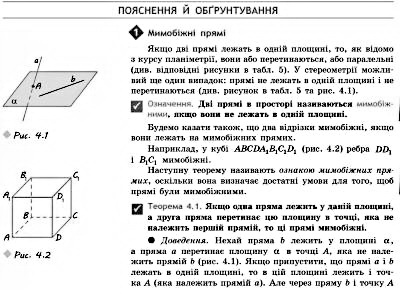 ПОЯСНЕННЯ Й ОБҐРУНТУВАННЯ
1 Мимобіжні прямі
Якщо дві прямі лежать в одній площині, то, як відомо
з курсу планіметрії, вони або перетинаються, або паралельні
(див. відповідні рисунки в табл. 5). У стереометрії можли-
вий ще один випадок: прямі не лежать в одній площині і не
перетинаються (див. рисунок в табл. 5 та рис. 4.1).
Означення. Дві прямі в просторі називаються мимобіж-
ними, якщо вони не лежать в одній площині.
Будемо казати також, що два відрізки мимобіжні, якщо
вони лежать на мимобіжних прямих.
Наприклад, у кубі ABCDA₁B₁C₁D₁ (рис. 4.2) ребра DD₁
і B₁C₁ мимобіжні.
Наступну теорему називають ознакою мимобіжних пря-
мих, оскільки вона визначає достатні умови для того, щоб
прямі були мимобіжними.
Теорема 4.1. Якщо одна пряма лежить у даній площині,
а друга пряма перетинає цю площину в точці, яка не
належить першій прямій, то ці прямі мимобіжні.
● Доведення. Нехай пряма b лежить у площині α,
а пряма a перетинає площину α в точці A, яка не нале-
жить прямій b (рис. 4.1). Якщо припустити, що прямі a і b
лежать в одній площині, то в цій площині лежить і точ-
ка A (яка належить прямій a). Але через пряму b і точку A
a
b
A
α
Рис. 4.1
B₁
C₁
A₁
D₁
B
C
A
D
Рис. 4.2